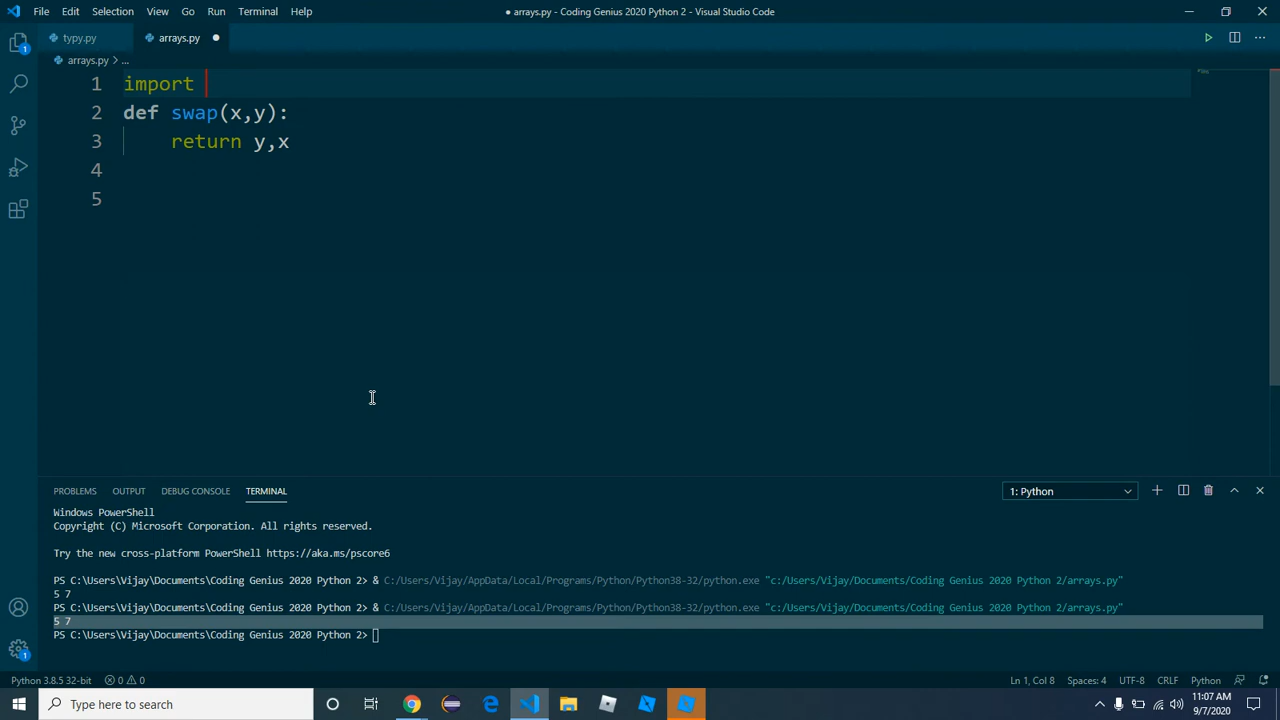 File Edit Selection View Go Run Terminal Help
● arrays.py - Coding Genius 2020 Python 2 - Visual Studio Code
typy.py
arrays.py ●
arrays.py > ...
1 import
2 def swap(x,y):
3 return y,x
4
5
PROBLEMS OUTPUT DEBUG CONSOLE TERMINAL
1: Python
Windows PowerShell
Copyright (C) Microsoft Corporation. All rights reserved.
Try the new cross-platform PowerShell https://aka.ms/pscore6
PS C:\Users\Vijay\Documents\Coding Genius 2020 Python 2> & C:/Users/Vijay/AppData/Local/Programs/Python/Python38-32/python.exe "c:/Users/Vijay/Documents/Coding Genius 2020 Python 2/arrays.py"
5 7
PS C:\Users\Vijay\Documents\Coding Genius 2020 Python 2> & C:/Users/Vijay/AppData/Local/Programs/Python/Python38-32/python.exe "c:/Users/Vijay/Documents/Coding Genius 2020 Python 2/arrays.py"
5 7
PS C:\Users\Vijay\Documents\Coding Genius 2020 Python 2>
1
1
Python 3.8.5 32-bit 0 0 Ln 1, Col 8 Spaces: 4 UTF-8 CRLF Python
Type here to search
11:07 AM
9/7/2020